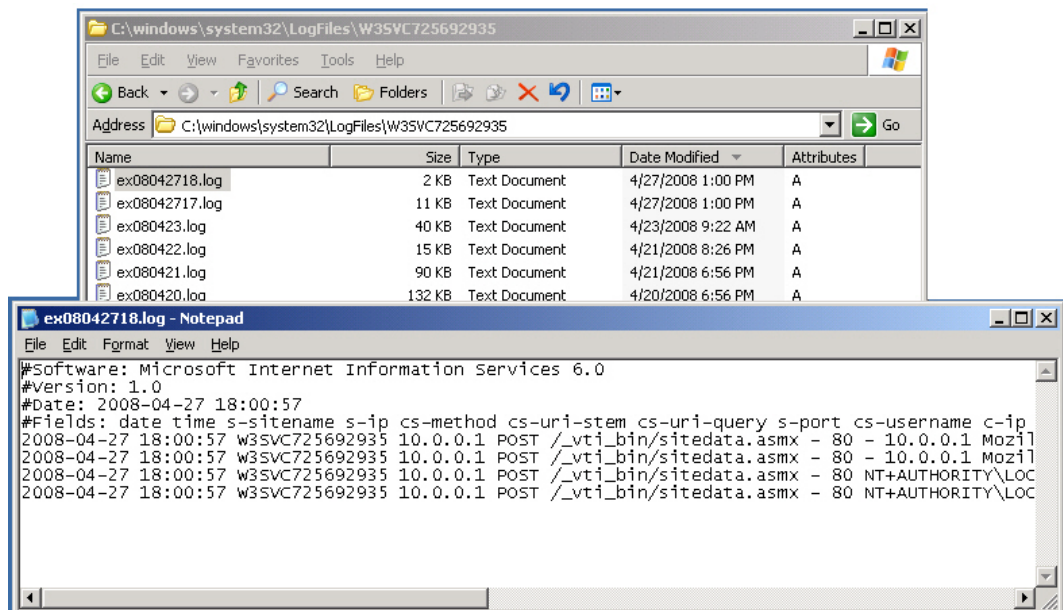 C:\windows\system32\LogFiles\W3SVC725692935
File Edit View Favorites Tools Help
Back Search Folders
Address C:\windows\system32\LogFiles\W3SVC725692935 Go
Name Size Type Date Modified Attributes
ex08042718.log 2 KB Text Document 4/27/2008 1:00 PM A
ex08042717.log 11 KB Text Document 4/27/2008 1:00 PM A
ex080423.log 40 KB Text Document 4/23/2008 9:22 AM A
ex080422.log 15 KB Text Document 4/21/2008 8:26 PM A
ex080421.log 90 KB Text Document 4/21/2008 6:56 PM A
ex080420.log 132 KB Text Document 4/20/2008 6:56 PM A
ex08042718.log - Notepad
File Edit Format View Help
#Software: Microsoft Internet Information Services 6.0
#Version: 1.0
#Date: 2008-04-27 18:00:57
#Fields: date time s-sitename s-ip cs-method cs-uri-stem cs-uri-query s-port cs-username c-ip
2008-04-27 18:00:57 W3SVC725692935 10.0.0.1 POST /_vti_bin/sitedata.asmx - 80 - 10.0.0.1 Mozil
2008-04-27 18:00:57 W3SVC725692935 10.0.0.1 POST /_vti_bin/sitedata.asmx - 80 - 10.0.0.1 Mozil
2008-04-27 18:00:57 W3SVC725692935 10.0.0.1 POST /_vti_bin/sitedata.asmx - 80 NT+AUTHORITY\LOC
2008-04-27 18:00:57 W3SVC725692935 10.0.0.1 POST /_vti_bin/sitedata.asmx - 80 NT+AUTHORITY\LOC